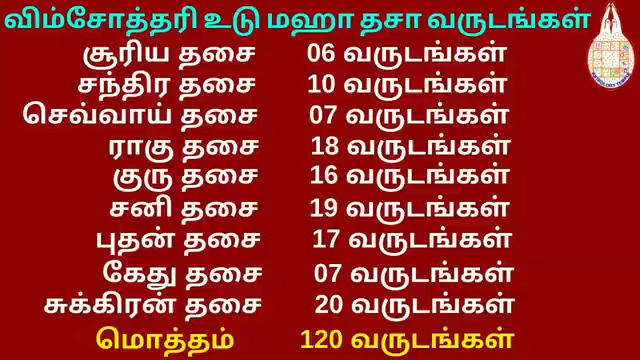 விம்சோத்தரி உடு மஹா தசா வருடங்கள்
சூரிய தசை 06 வருடங்கள்
சந்திர தசை 10 வருடங்கள்
செவ்வாய் தசை 07 வருடங்கள்
ராகு தசை 18 வருடங்கள்
குரு தசை 16 வருடங்கள்
சனி தசை 19 வருடங்கள்
புதன் தசை 17 வருடங்கள்
கேது தசை 07 வருடங்கள்
சுக்கிரன் தசை 20 வருடங்கள்
மொத்தம் 120 வருடங்கள்